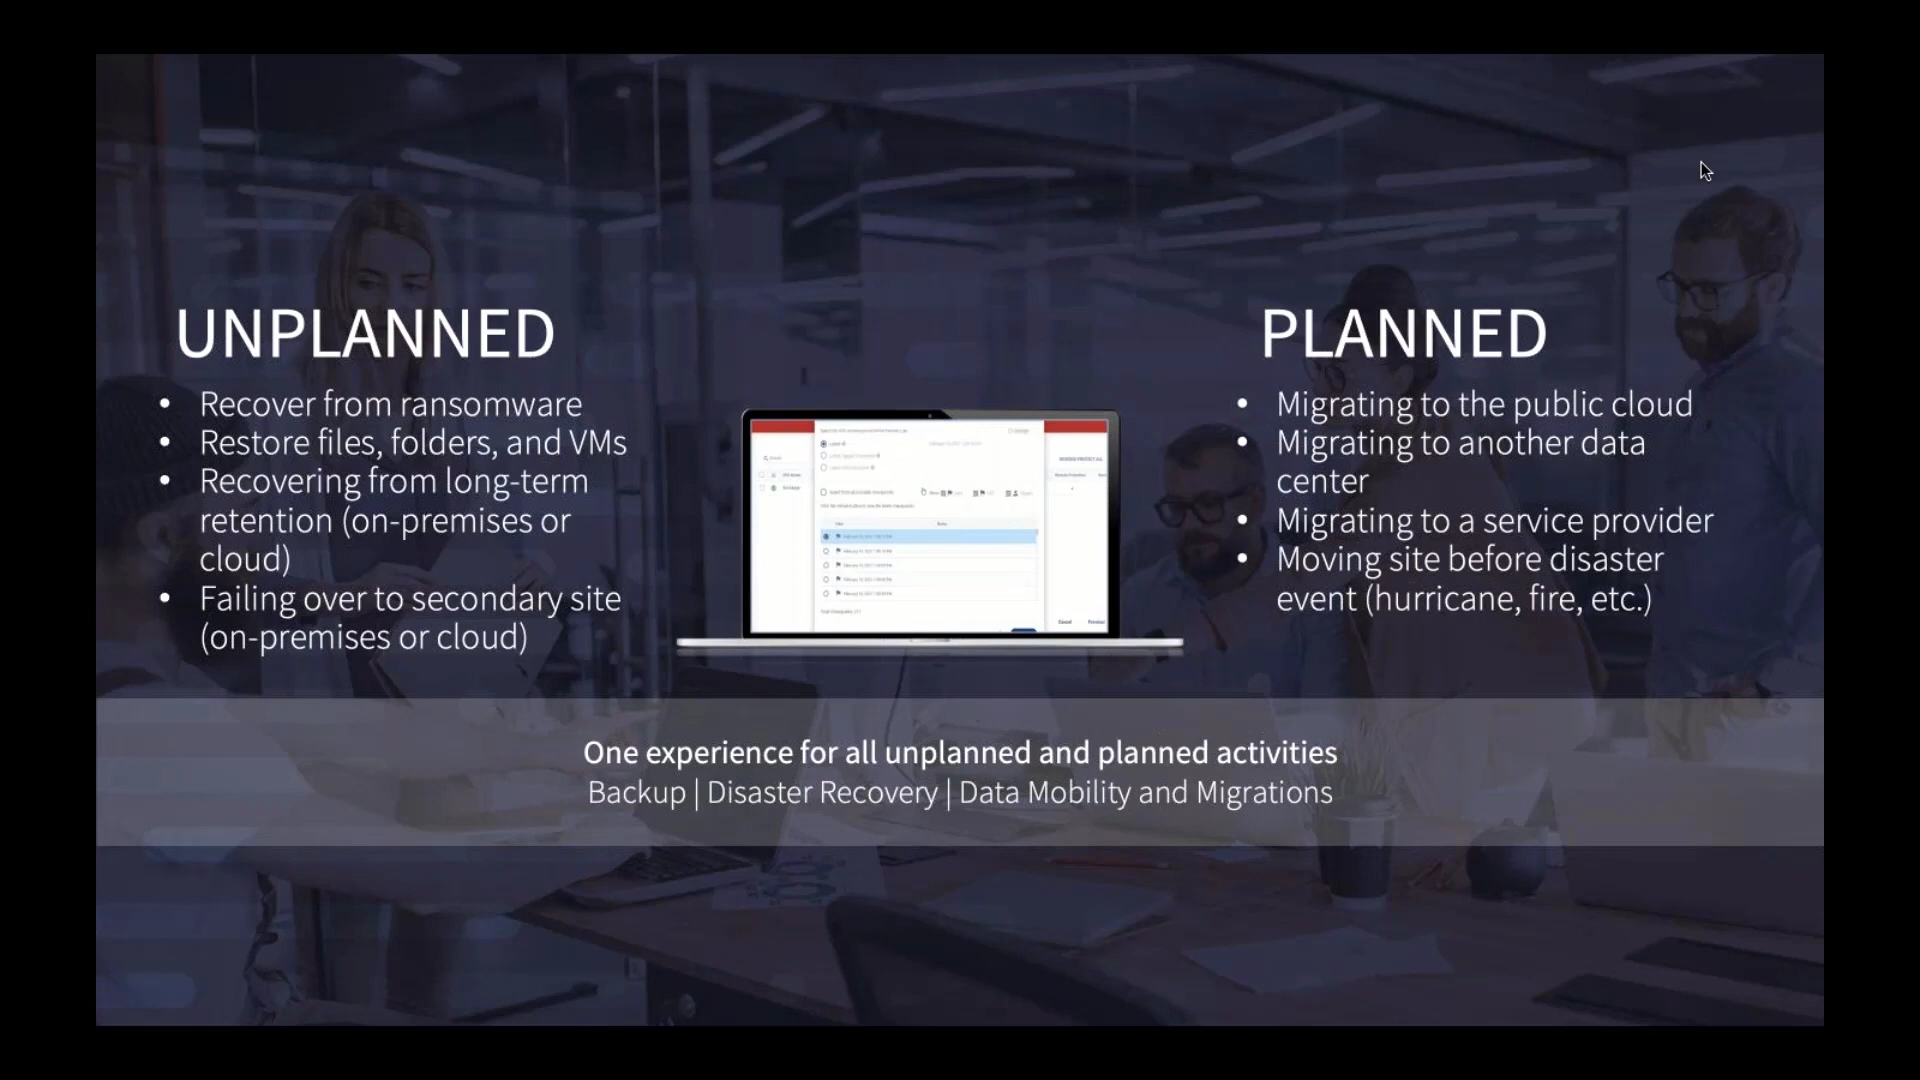 UNPLANNED
• Recover from ransomware
• Restore files, folders, and VMs
• Recovering from long-term
retention (on-premises or
cloud)
• Failing over to secondary site
(on-premises or cloud)
PLANNED
• Migrating to the public cloud
• Migrating to another data
center
• Migrating to a service provider
• Moving site before disaster
event (hurricane, fire, etc.)
One experience for all unplanned and planned activities
Backup | Disaster Recovery | Data Mobility and Migrations